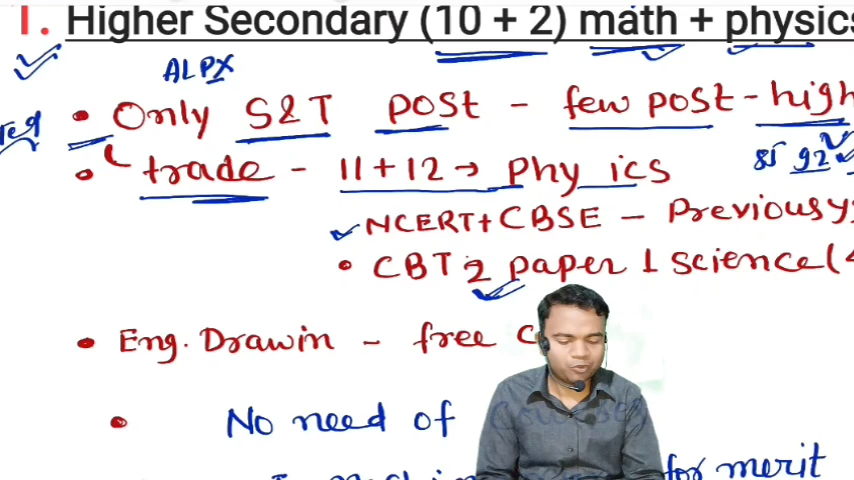 1. Higher Secondary (10 + 2) math + physics
ALPX
• Only S&T post - few post - high
85 92
• trade - 11+12 → Physics
NCERT+CBSE - Previous
• CBT 2 paper 1 science (
• Eng. Drawin - free
• No need of
for merit